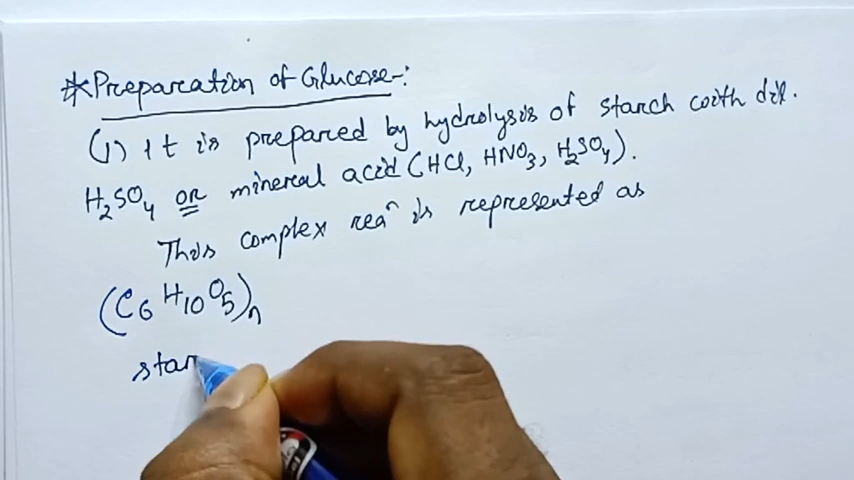 *Preparation of Glucose-:
(1) It is prepared by hydrolysis of starch with dil.
H₂SO₄ OR mineral acid (HCl, HNO₃, H₂SO₄).
This complex reaⁿ is represented as
(C₆H₁₀O₅)ₙ
star